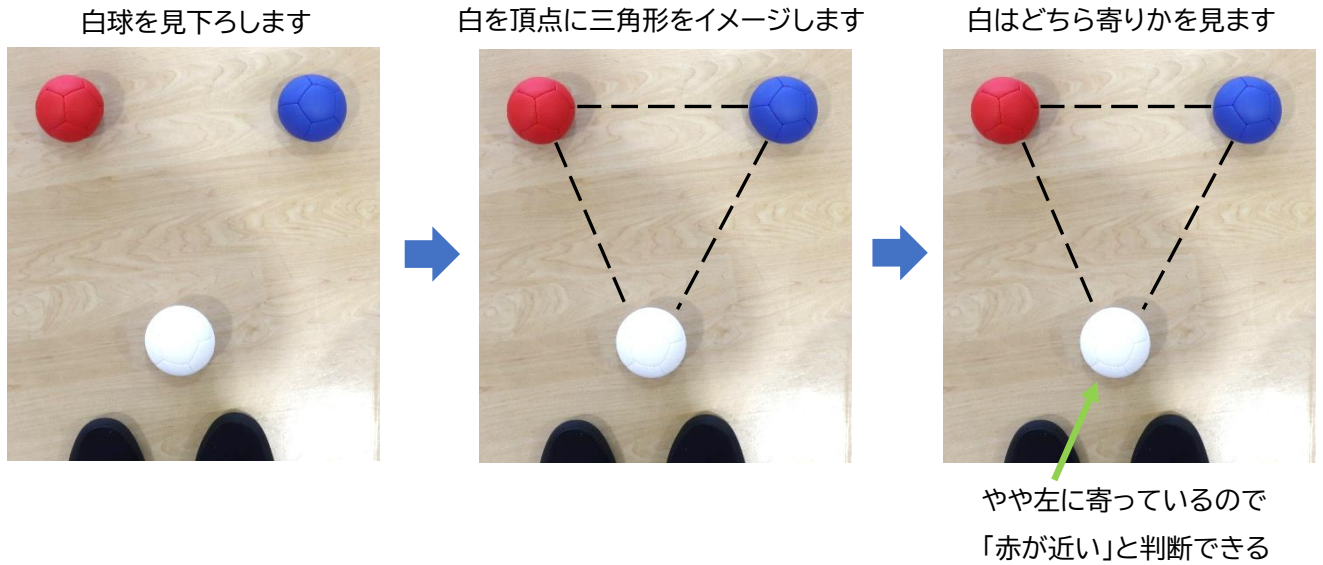 白球を見下ろします
白を頂点に三角形をイメージします
白はどちら寄りかを見ます
やや左に寄っているので
「赤が近い」と判断できる